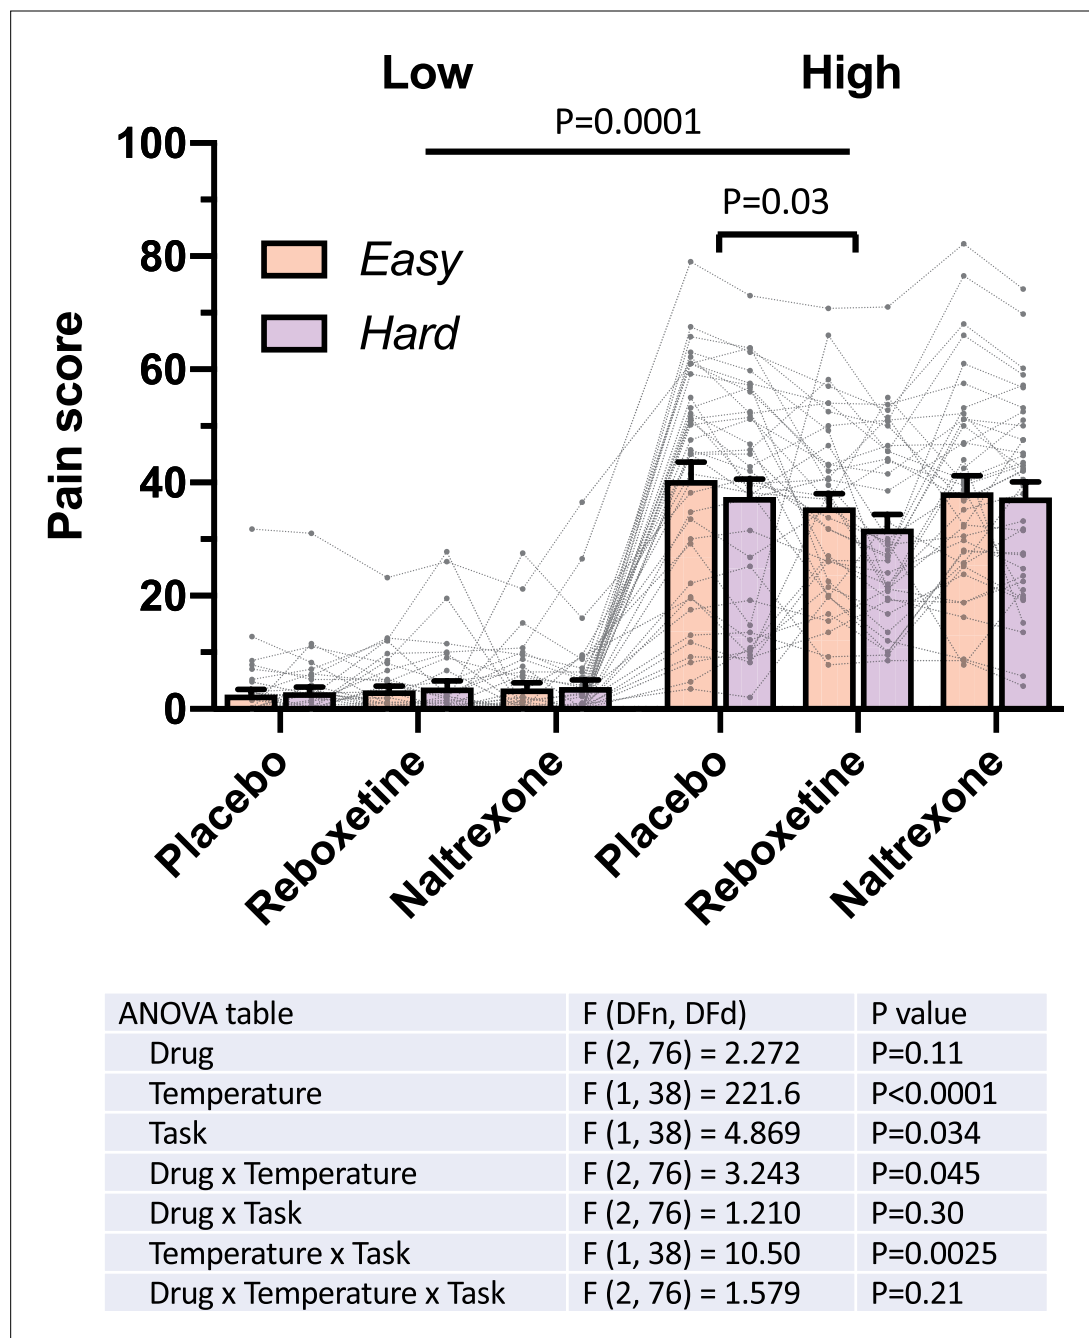 Low High
P=0.0001
100
P=0.03
80
Easy
Hard
60
Pain score
40
20
0
Placebo Reboxetine Naltrexone Placebo Reboxetine Naltrexone
ANOVA table F (DFn, DFd) P value
Drug F (2, 76) = 2.272 P=0.11
Temperature F (1, 38) = 221.6 P<0.0001
Task F (1, 38) = 4.869 P=0.034
Drug x Temperature F (2, 76) = 3.243 P=0.045
Drug x Task F (2, 76) = 1.210 P=0.30
Temperature x Task F (1, 38) = 10.50 P=0.0025
Drug x Temperature x Task F (2, 76) = 1.579 P=0.21